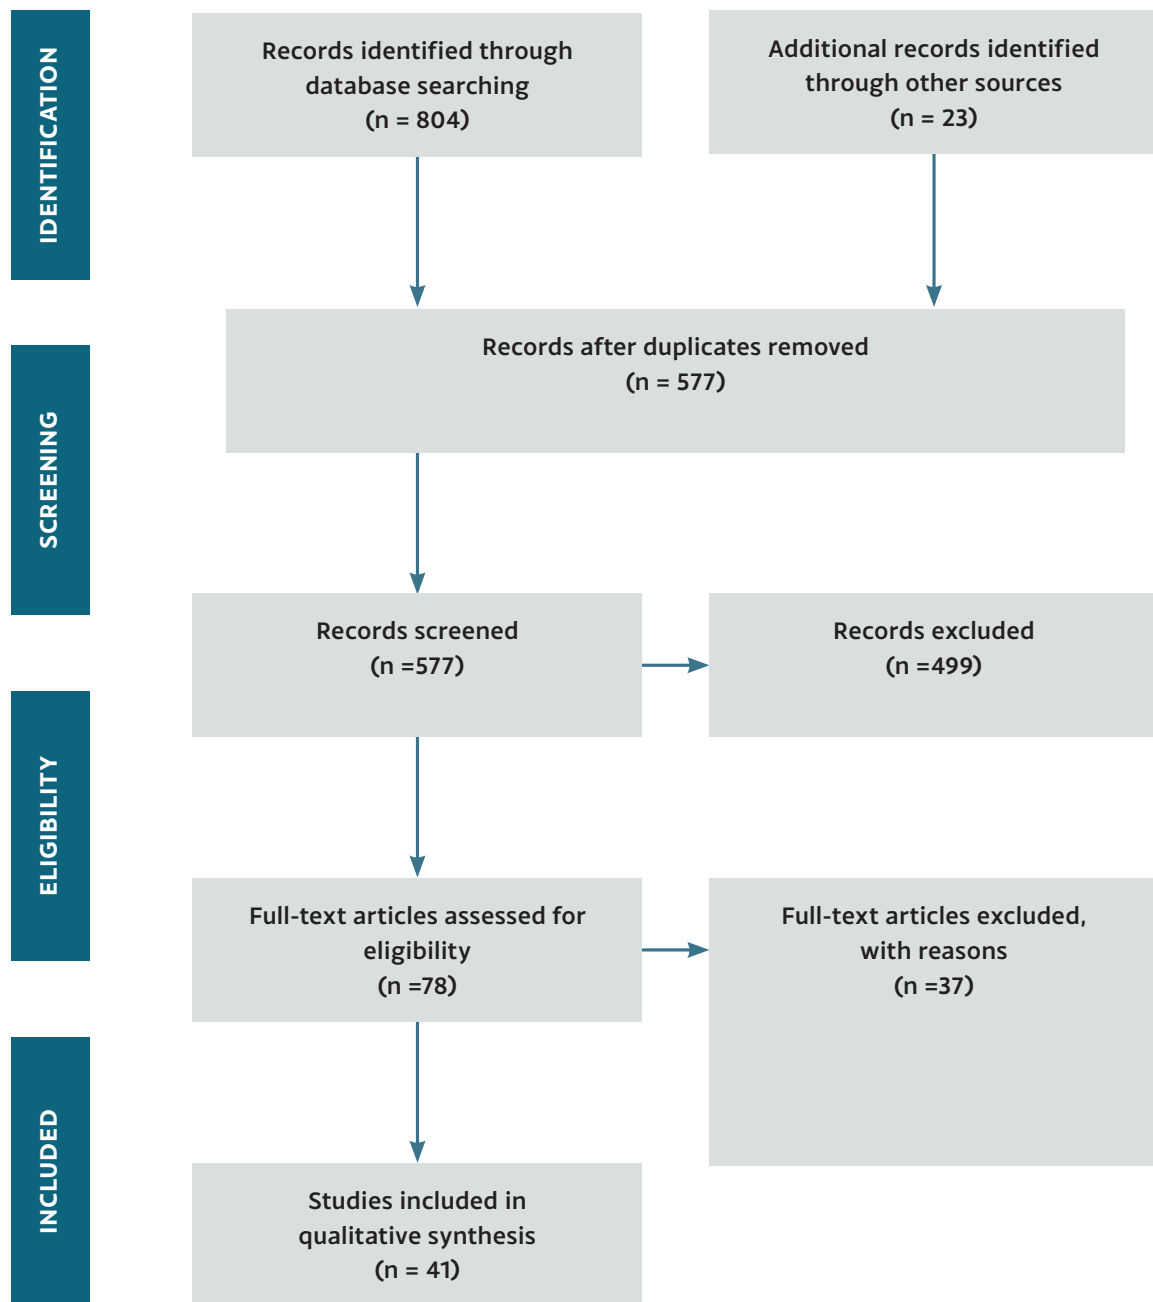 IDENTIFICATION
Records identified through
database searching
(n = 804)
Additional records identified
through other sources
(n = 23)
SCREENING
Records after duplicates removed
(n = 577)
Records screened
(n =577)
Records excluded
(n =499)
ELIGIBILITY
Full-text articles assessed for
eligibility
(n =78)
Full-text articles excluded,
with reasons
(n =37)
INCLUDED
Studies included in
qualitative synthesis
(n = 41)